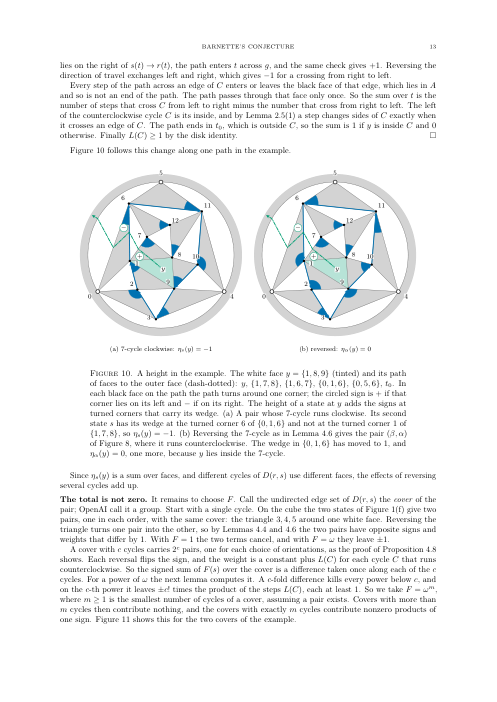 BARNETTE'S CONJECTURE 13
lies on the right of s(t) → r(t), the path enters t across g, and the same check gives +1. Reversing the
direction of travel exchanges left and right, which gives −1 for a crossing from right to left.
Every step of the path across an edge of C enters or leaves the black face of that edge, which lies in A
and so is not an end of the path. The path passes through that face only once. So the sum over t is the
number of steps that cross C from left to right minus the number that cross from right to left. The left
of the counterclockwise cycle C is its inside, and by Lemma 2.5(1) a step changes sides of C exactly when
it crosses an edge of C. The path ends in t₀, which is outside C, so the sum is 1 if y is inside C and 0
otherwise. Finally L(C) ≥ 1 by the disk identity. □
Figure 10 follows this change along one path in the example.
5
6
11
12
7
8
10
1
y
2
9
3
0
4
−
+
5
6
11
12
7
8
10
1
y
2
9
3
0
4
−
+
(a) 7-cycle clockwise: ηₛ(y) = −1
(b) reversed: ηα(y) = 0
Figure 10. A height in the example. The white face y = {1, 8, 9} (tinted) and its path
of faces to the outer face (dash-dotted): y, {1, 7, 8}, {1, 6, 7}, {0, 1, 6}, {0, 5, 6}, t₀. In
each black face on the path the path turns around one corner; the circled sign is + if that
corner lies on its left and − if on its right. The height of a state at y adds the signs at
turned corners that carry its wedge. (a) A pair whose 7-cycle runs clockwise. Its second
state s has its wedge at the turned corner 6 of {0, 1, 6} and not at the turned corner 1 of
{1, 7, 8}, so ηₛ(y) = −1. (b) Reversing the 7-cycle as in Lemma 4.6 gives the pair (β, α)
of Figure 8, where it runs counterclockwise. The wedge in {0, 1, 6} has moved to 1, and
ηα(y) = 0, one more, because y lies inside the 7-cycle.
Since ηₛ(y) is a sum over faces, and different cycles of D(r, s) use different faces, the effects of reversing
several cycles add up.
The total is not zero. It remains to choose F. Call the undirected edge set of D(r, s) the cover of the
pair; OpenAI call it a group. Start with a single cycle. On the cube the two states of Figure 1(f) give two
pairs, one in each order, with the same cover: the triangle 3, 4, 5 around one white face. Reversing the
triangle turns one pair into the other, so by Lemmas 4.4 and 4.6 the two pairs have opposite signs and
weights that differ by 1. With F = 1 the two terms cancel, and with F = ω they leave ±1.
A cover with c cycles carries 2ᶜ pairs, one for each choice of orientations, as the proof of Proposition 4.8
shows. Each reversal flips the sign, and the weight is a constant plus L(C) for each cycle C that runs
counterclockwise. So the signed sum of F(s) over the cover is a difference taken once along each of the c
cycles. For a power of ω the next lemma computes it. A c-fold difference kills every power below c, and
on the c-th power it leaves ±c! times the product of the steps L(C), each at least 1. So we take F = ωᵐ,
where m ≥ 1 is the smallest number of cycles of a cover, assuming a pair exists. Covers with more than
m cycles then contribute nothing, and the covers with exactly m cycles contribute nonzero products of
one sign. Figure 11 shows this for the two covers of the example.